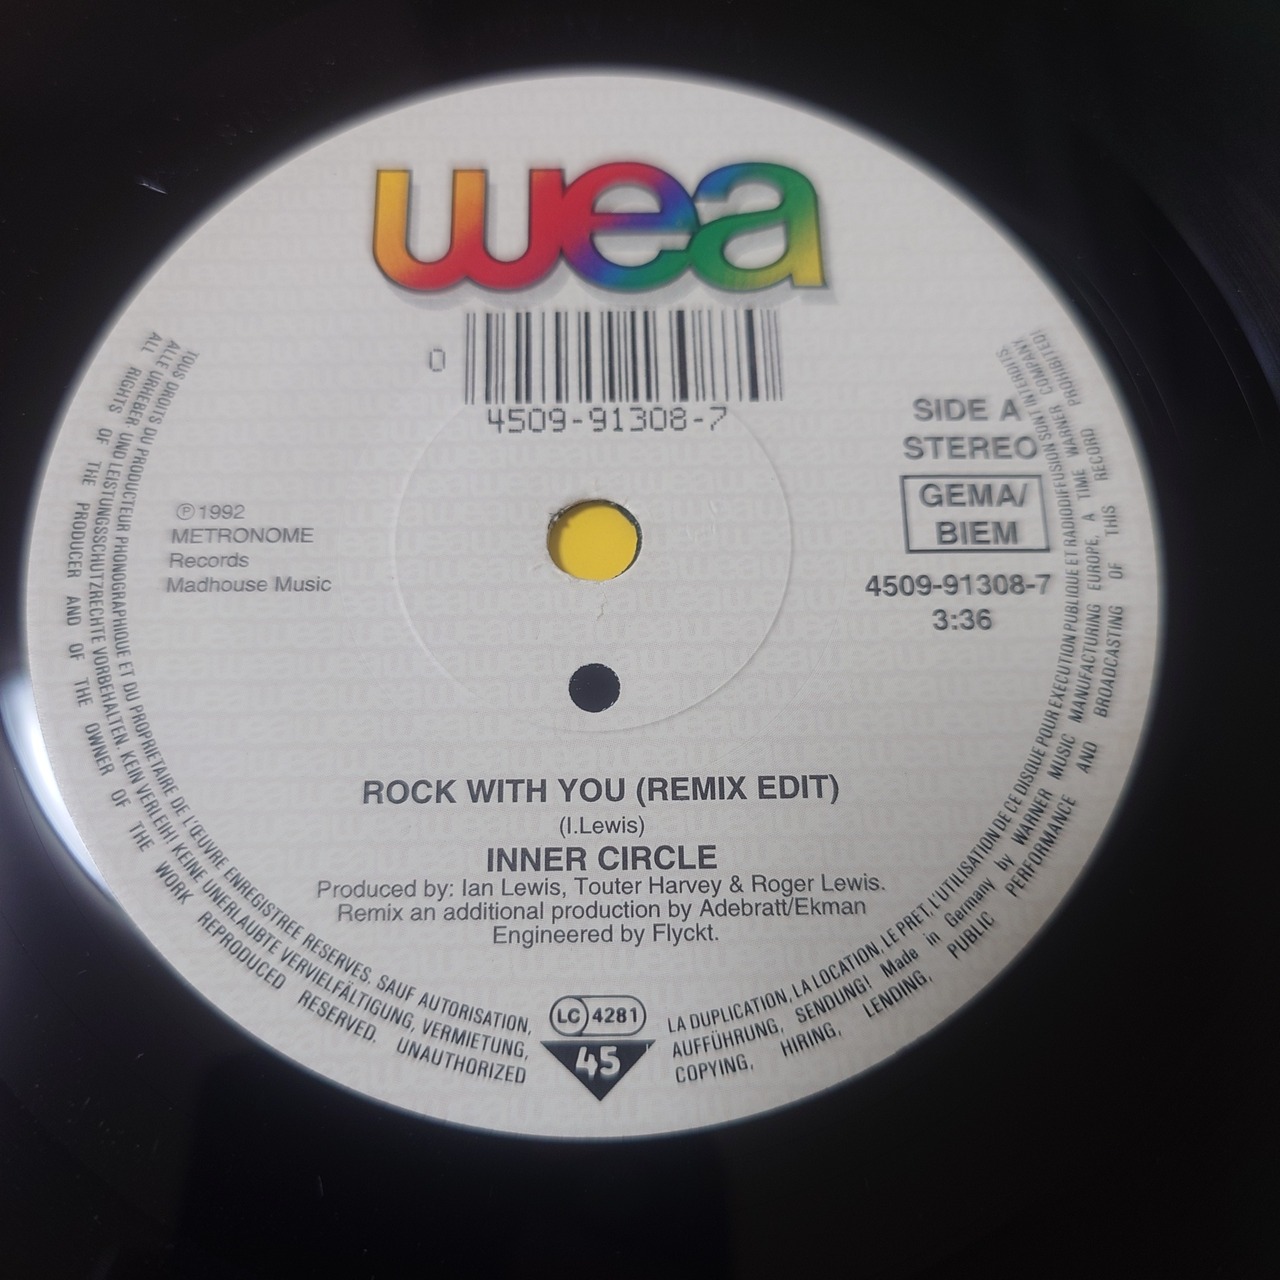 wea
0
4509-91308-7
SIDE A
STEREO
GEMA/
BIEM
4509-91308-7
3:36
℗ 1992
METRONOME
Records
Madhouse Music
ROCK WITH YOU (REMIX EDIT)
(I.Lewis)
INNER CIRCLE
Produced by: Ian Lewis, Touter Harvey & Roger Lewis.
Remix an additional production by Adebratt/Ekman
Engineered by Flyckt.
LC 4281
45
TOUS DROITS DU PRODUCTEUR PHONOGRAPHIQUE ET DU PROPRIETAIRE DE L'ŒUVRE ENREGISTREE RESERVES. SAUF AUTORISATION, LA DUPLICATION, LA LOCATION, LE PRET, L'UTILISATION DE CE DISQUE POUR EXECUTION PUBLIQUE ET RADIODIFFUSION SONT INTERDITS
ALLE URHEBER- UND LEISTUNGSSCHUTZRECHTE VORBEHALTEN. KEIN VERLEIH! KEINE UNERLAUBTE VERVIELFÄLTIGUNG, VERMIETUNG, AUFFÜHRUNG, SENDUNG! Made in Germany by WARNER MUSIC MANUFACTURING EUROPE, A TIME WARNER COMPANY
ALL RIGHTS OF THE PRODUCER AND OF THE OWNER OF THE WORK REPRODUCED RESERVED. UNAUTHORIZED COPYING, HIRING, LENDING, PUBLIC PERFORMANCE AND BROADCASTING OF THIS RECORD PROHIBITED!